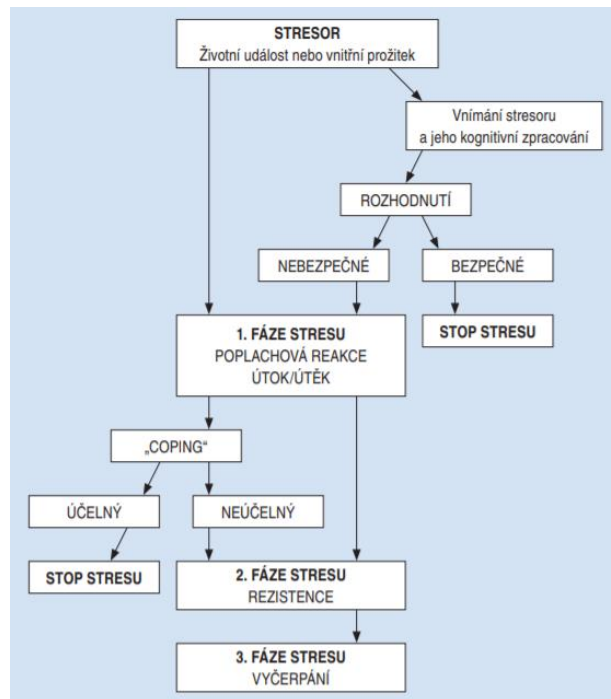 STRESOR
Životní událost nebo vnitřní prožitek
Vnímání stresoru
a jeho kognitivní zpracování
ROZHODNUTÍ
NEBEZPEČNÉ
BEZPEČNÉ
1. FÁZE STRESU
POPLACHOVÁ REAKCE
ÚTOK/ÚTĚK
STOP STRESU
„COPING“
ÚČELNÝ
NEÚČELNÝ
STOP STRESU
2. FÁZE STRESU
REZISTENCE
3. FÁZE STRESU
VYČERPÁNÍ